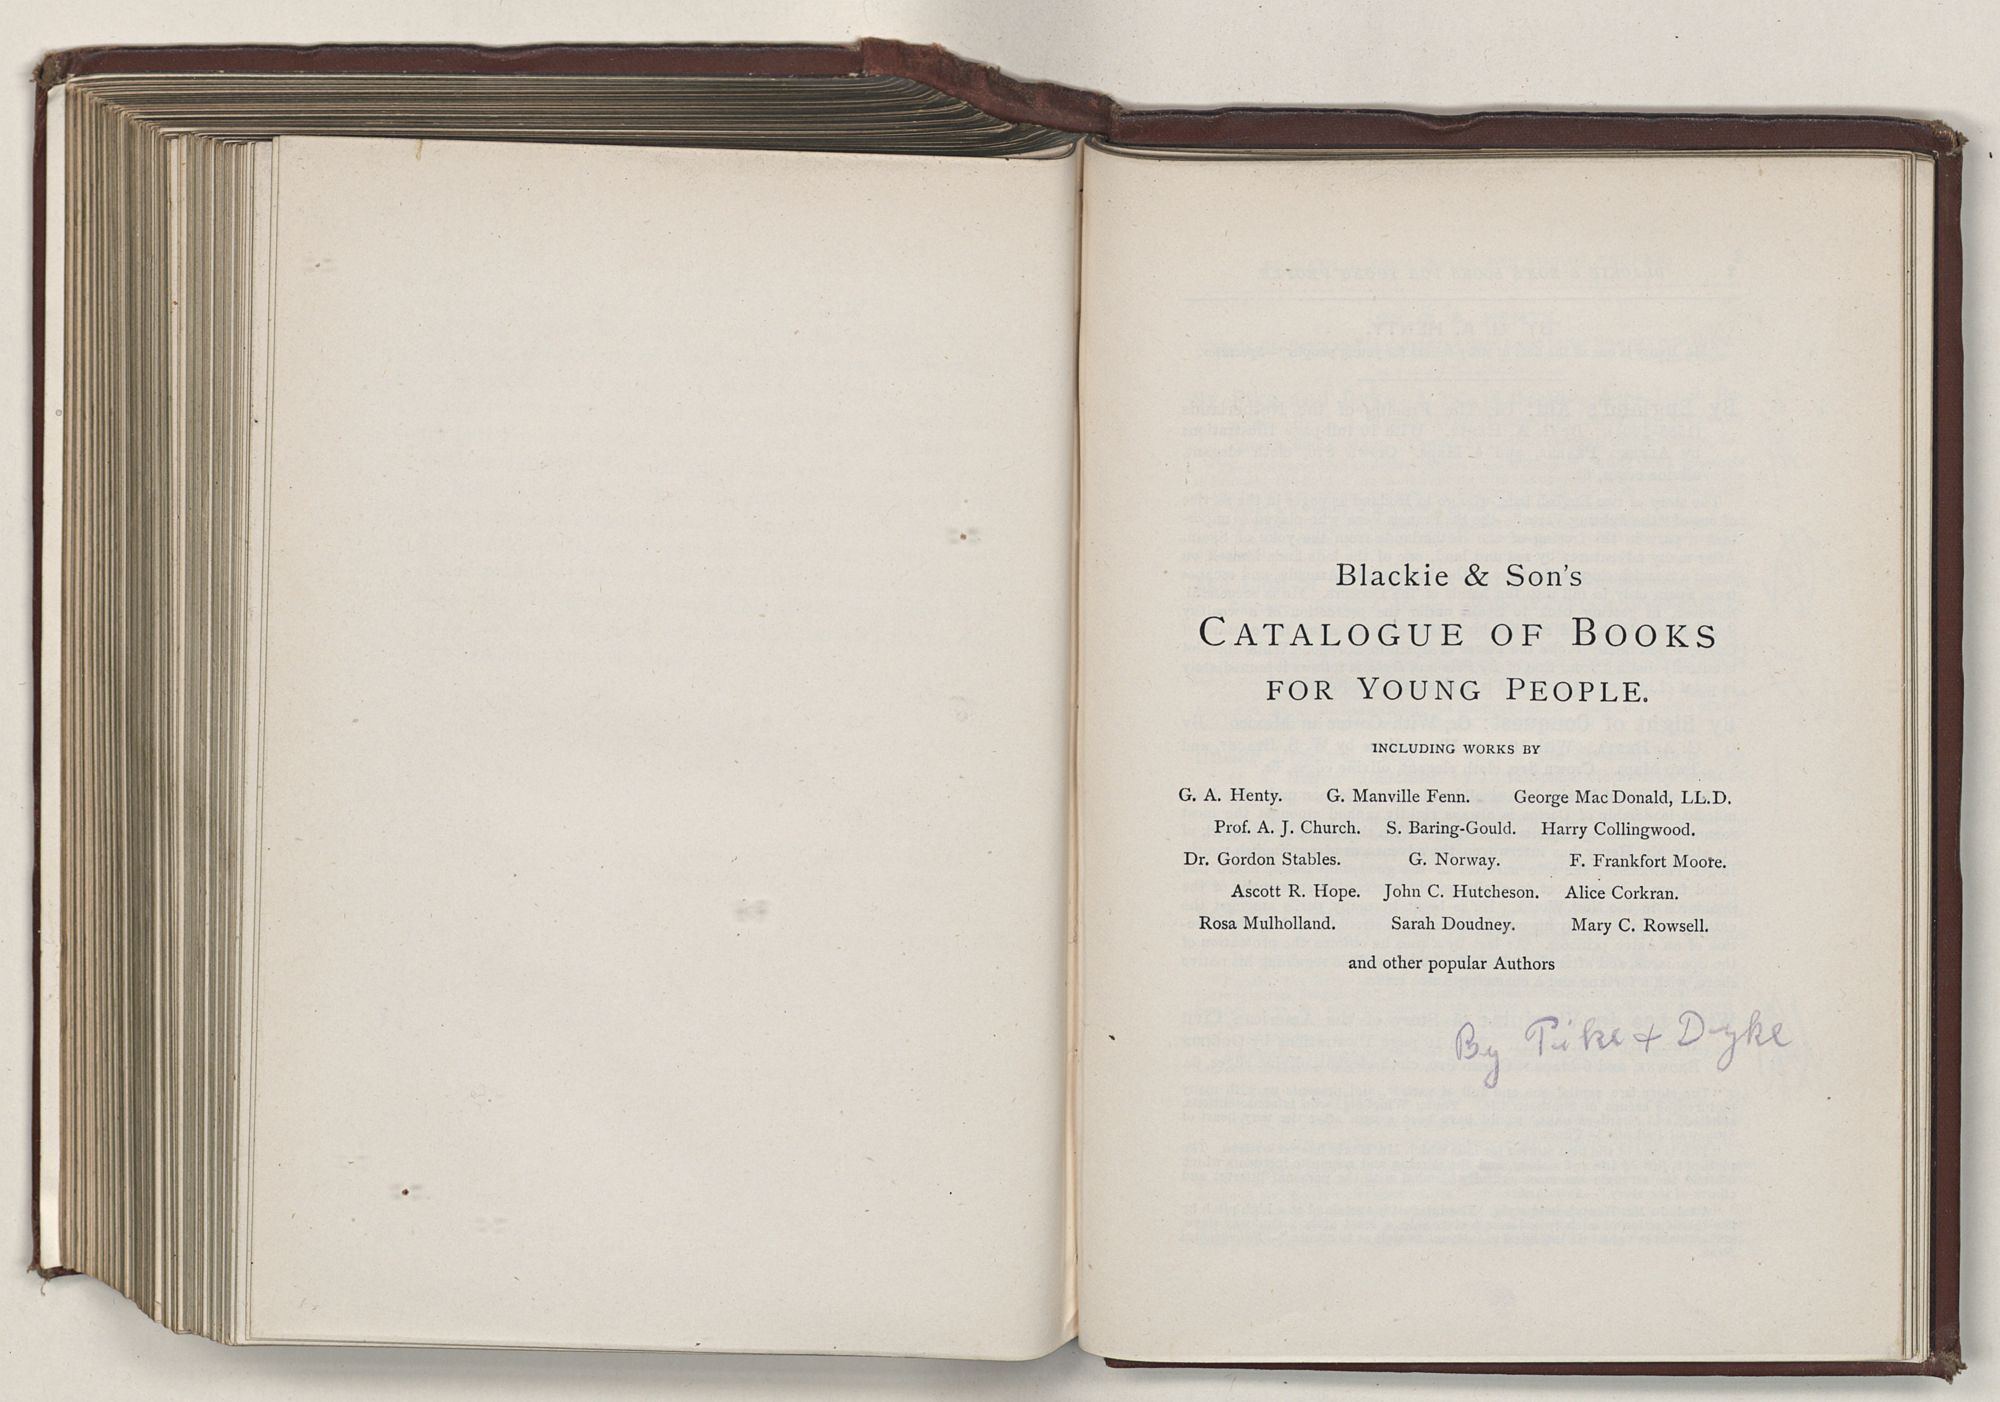 Blackie & Son's
CATALOGUE OF BOOKS
FOR YOUNG PEOPLE.
INCLUDING WORKS BY
G. A. Henty. G. Manville Fenn. George Mac Donald, LL.D.
Prof. A. J. Church. S. Baring-Gould. Harry Collingwood.
Dr. Gordon Stables. G. Norway. F. Frankfort Moore.
Ascott R. Hope. John C. Hutcheson. Alice Corkran.
Rosa Mulholland. Sarah Doudney. Mary C. Rowsell.
and other popular Authors
By Pike + Dyke